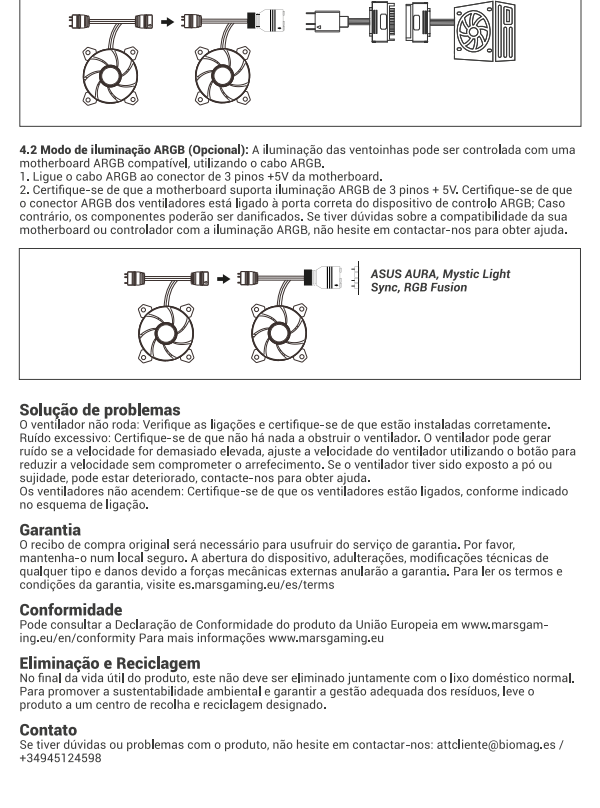 4.2 Modo de iluminação ARGB (Opcional): A iluminação das ventoinhas pode ser controlada com uma
motherboard ARGB compatível, utilizando o cabo ARGB.
1. Ligue o cabo ARGB ao conector de 3 pinos +5V da motherboard.
2. Certifique-se de que a motherboard suporta iluminação ARGB de 3 pinos + 5V. Certifique-se de que
o conector ARGB dos ventiladores está ligado à porta correta do dispositivo de controlo ARGB; Caso
contrário, os componentes poderão ser danificados. Se tiver dúvidas sobre a compatibilidade da sua
motherboard ou controlador com a iluminação ARGB, não hesite em contactar-nos para obter ajuda.
ASUS AURA, Mystic Light
Sync, RGB Fusion
Solução de problemas
O ventilador não roda: Verifique as ligações e certifique-se de que estão instaladas corretamente.
Ruído excessivo: Certifique-se de que não há nada a obstruir o ventilador. O ventilador pode gerar
ruído se a velocidade for demasiado elevada, ajuste a velocidade do ventilador utilizando o botão para
reduzir a velocidade sem comprometer o arrefecimento. Se o ventilador tiver sido exposto a pó ou
sujidade, pode estar deteriorado, contacte-nos para obter ajuda.
Os ventiladores não acendem: Certifique-se de que os ventiladores estão ligados, conforme indicado
no esquema de ligação.
Garantia
O recibo de compra original será necessário para usufruir do serviço de garantia. Por favor,
mantenha-o num local seguro. A abertura do dispositivo, adulterações, modificações técnicas de
qualquer tipo e danos devido a forças mecânicas externas anularão a garantia. Para ler os termos e
condições da garantia, visite es.marsgaming.eu/es/terms
Conformidade
Pode consultar a Declaração de Conformidade do produto da União Europeia em www.marsgam-
ing.eu/en/conformity Para mais informações www.marsgaming.eu
Eliminação e Reciclagem
No final da vida útil do produto, este não deve ser eliminado juntamente com o lixo doméstico normal.
Para promover a sustentabilidade ambiental e garantir a gestão adequada dos resíduos, leve o
produto a um centro de recolha e reciclagem designado.
Contato
Se tiver dúvidas ou problemas com o produto, não hesite em contactar-nos: attcliente@biomag.es /
+34945124598